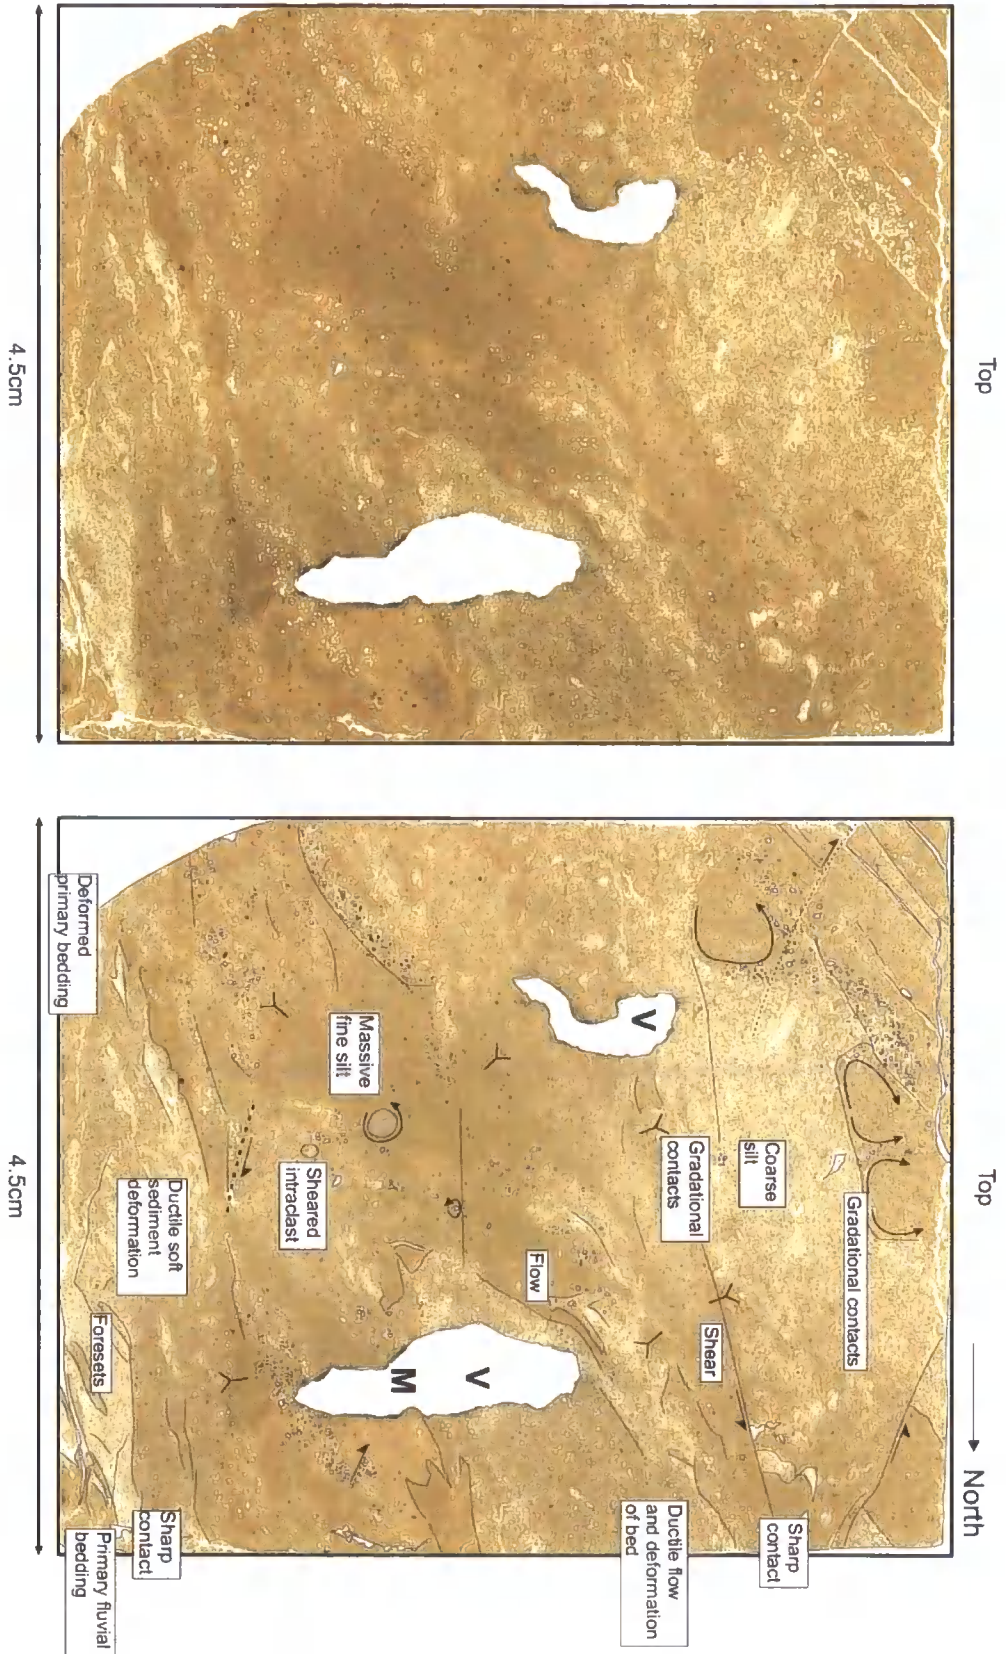 Top
4.5cm
Top
North
Gradational contacts
Coarse
silt
Gradational
contacts
Shear
Sharp
contact
V
Flow
Ductile flow
and deformation
of bed
Massive
fine silt
Sheared
intraclast
V
M
Ductile soft
sediment
deformation
Deformed
primary bedding
Foresets
Sharp
contact
Primary fluvial
bedding
4.5cm